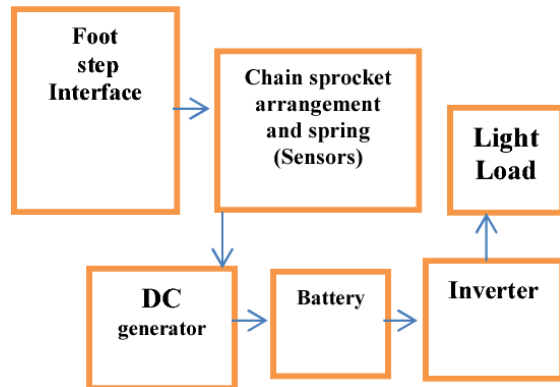 Foot
step
Interface
Chain sprocket
arrangement
and spring
(Sensors)
Light
Load
DC
generator
Battery
Inverter